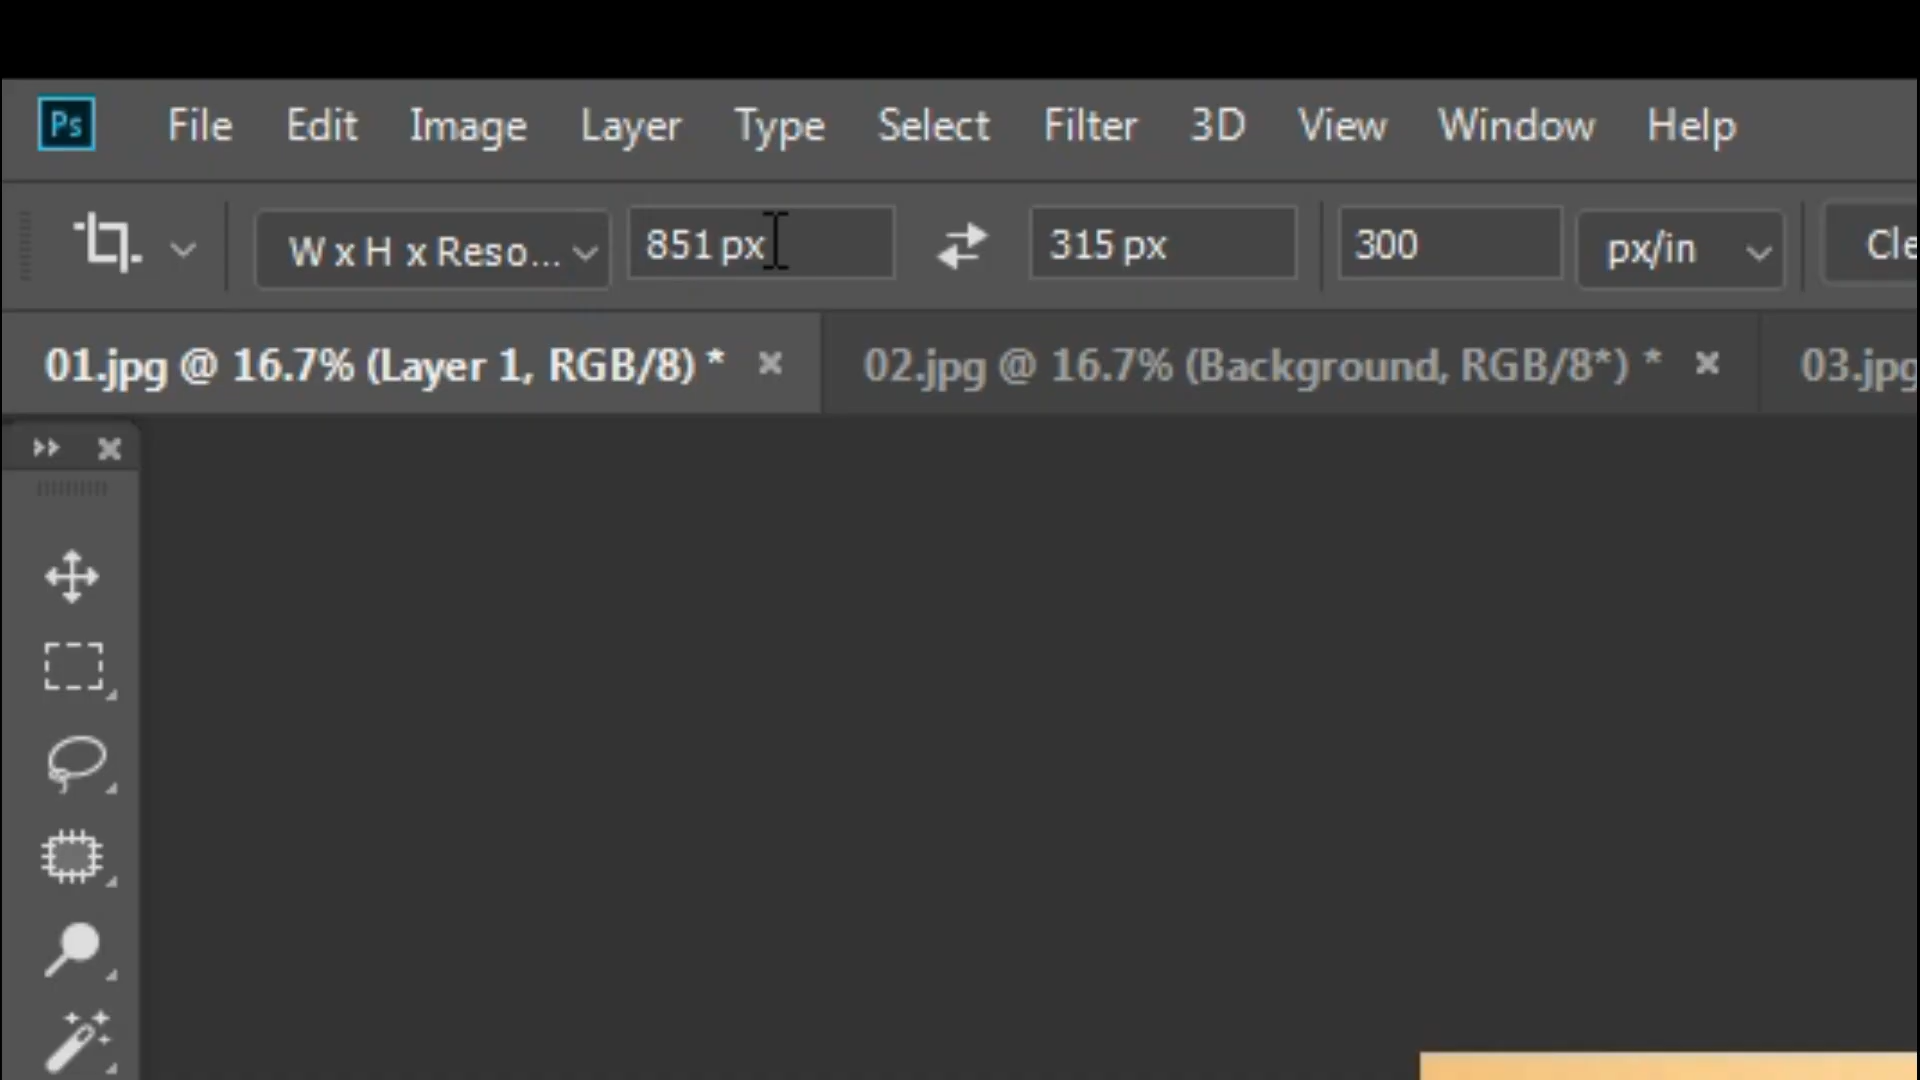 Ps File Edit Image Layer Type Select Filter 3D View Window Help
W x H x Reso... 851 px 315 px 300 px/in Cle
01.jpg @ 16.7% (Layer 1, RGB/8) * × 02.jpg @ 16.7% (Background, RGB/8*) * × 03.jpg